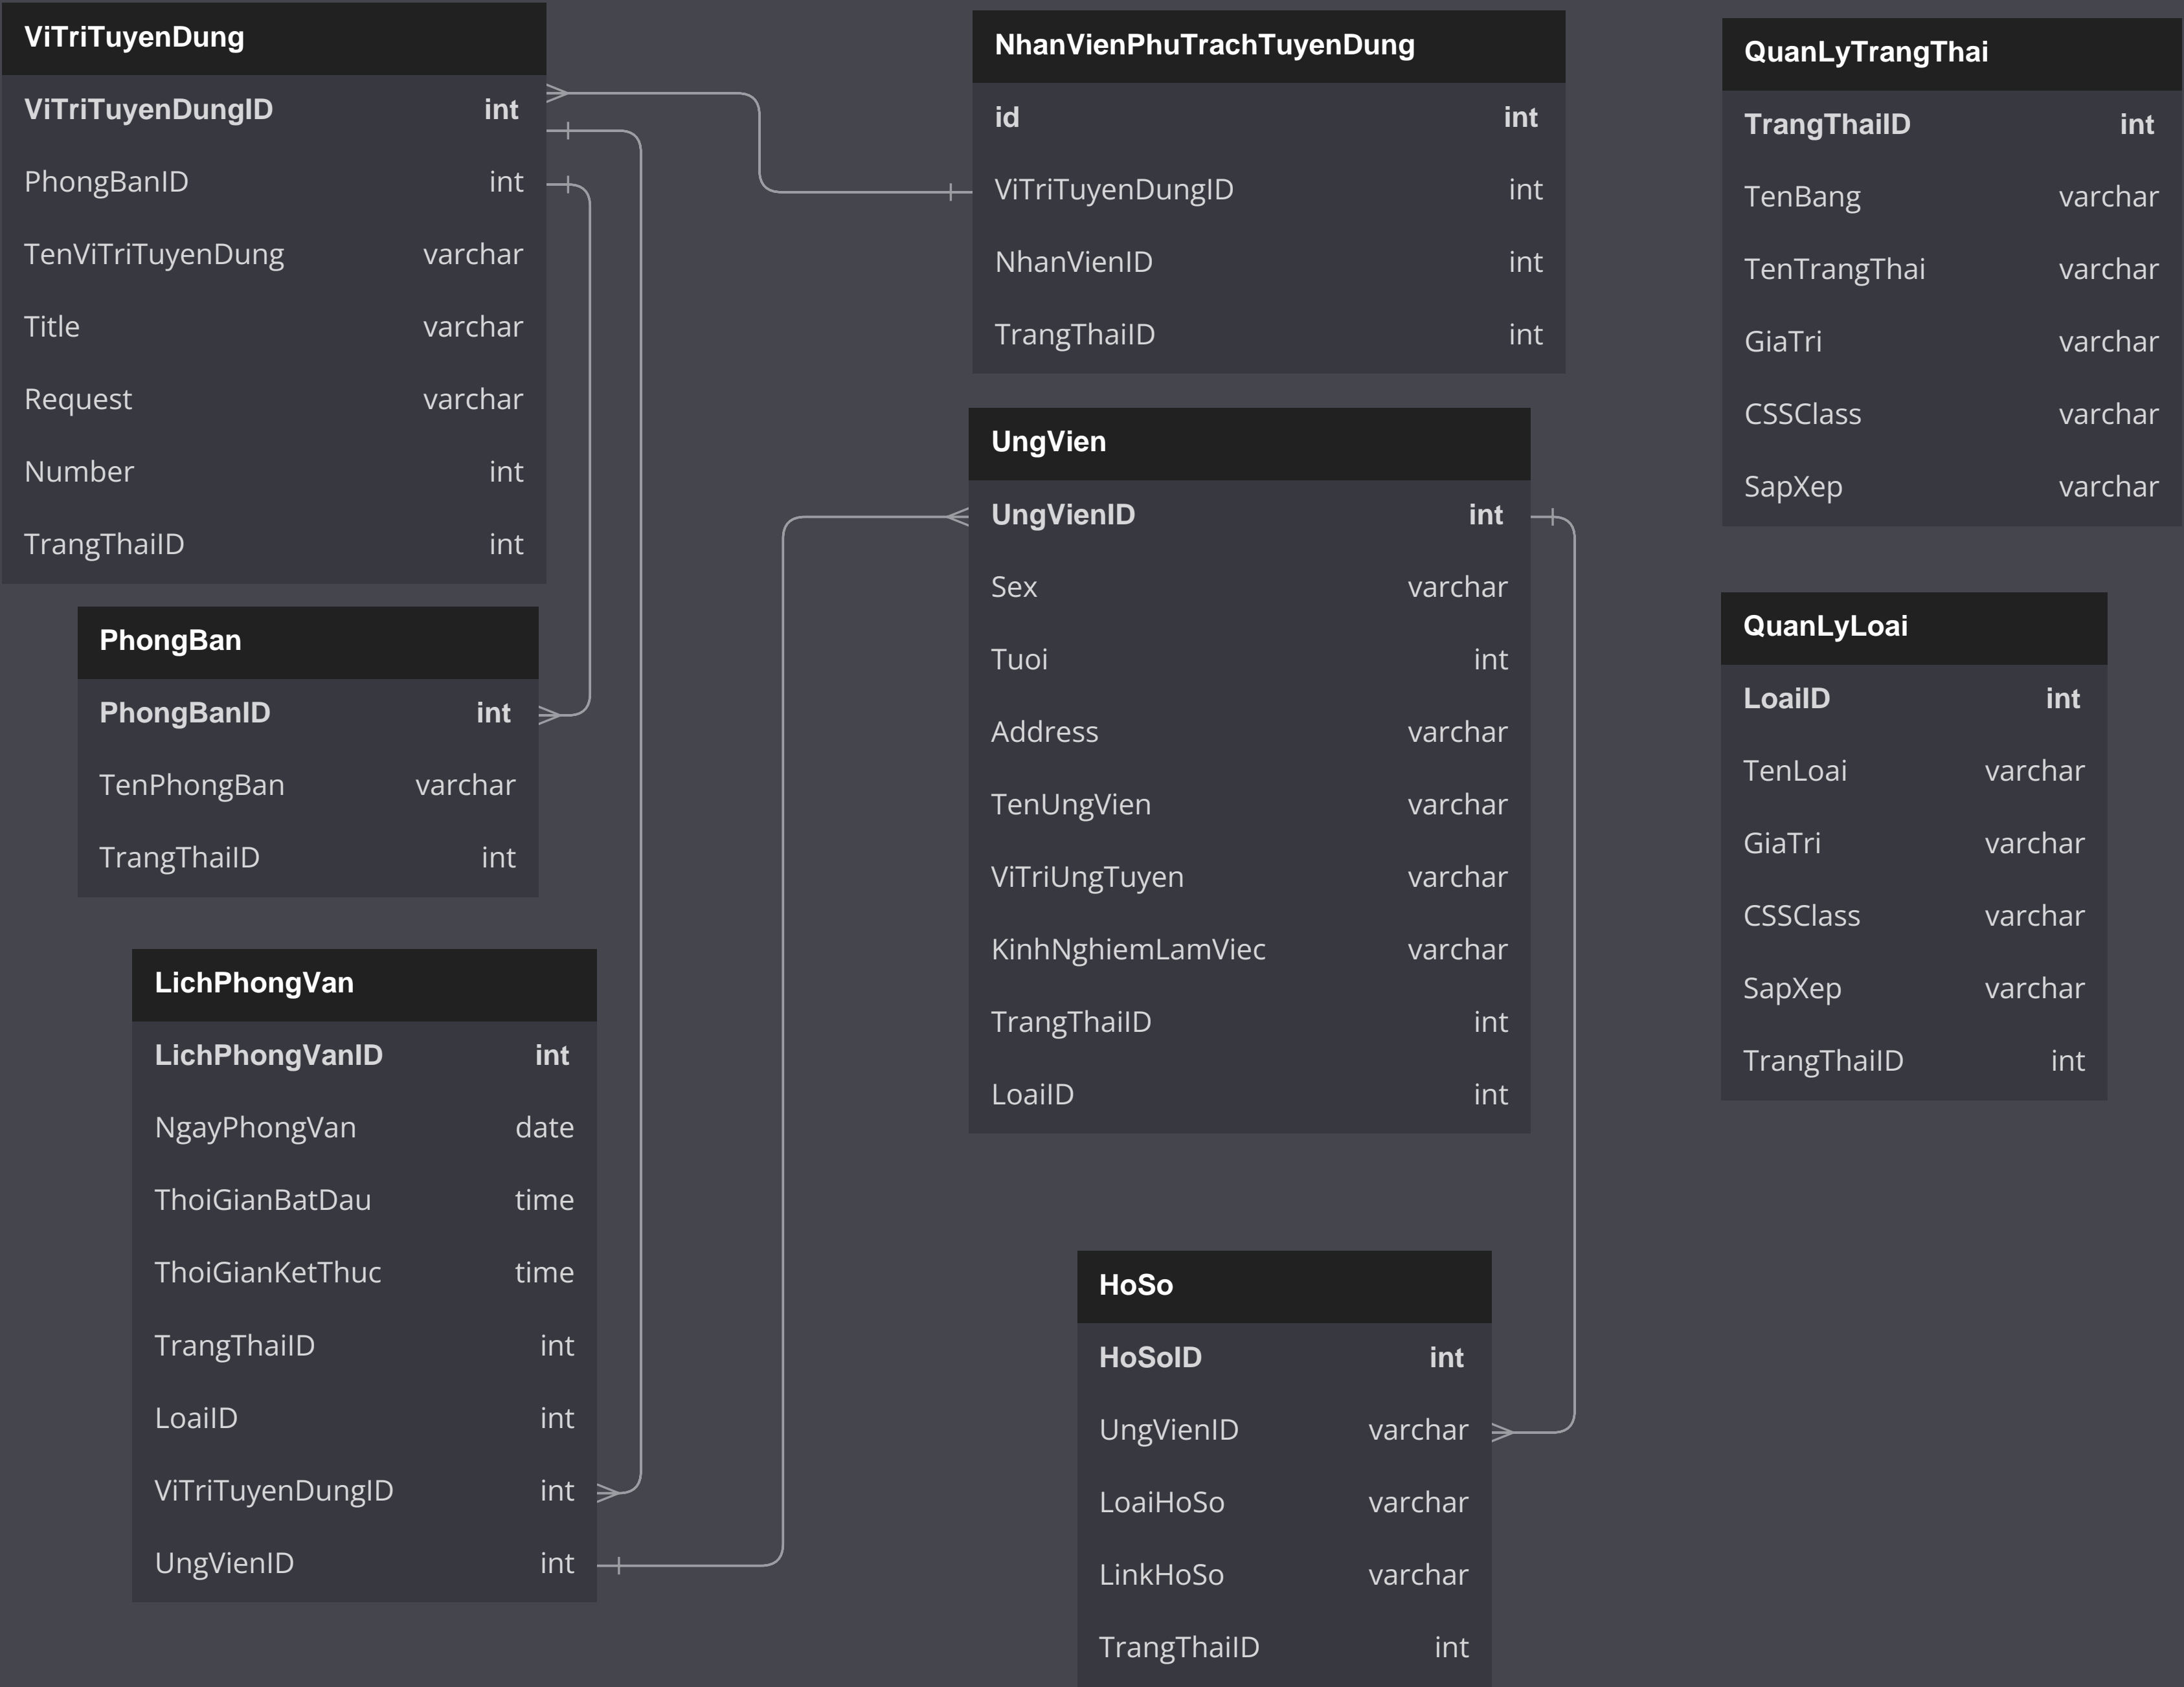 ViTriTuyenDung
ViTriTuyenDungID int
PhongBanID int
TenViTriTuyenDung varchar
Title varchar
Request varchar
Number int
TrangThaiID int
PhongBan
PhongBanID int
TenPhongBan varchar
TrangThaiID int
LichPhongVan
LichPhongVanID int
NgayPhongVan date
ThoiGianBatDau time
ThoiGianKetThuc time
TrangThaiID int
LoaiID int
ViTriTuyenDungID int
UngVienID int
NhanVienPhuTrachTuyenDung
id int
ViTriTuyenDungID int
NhanVienID int
TrangThaiID int
UngVien
UngVienID int
Sex varchar
Tuoi int
Address varchar
TenUngVien varchar
ViTriUngTuyen varchar
KinhNghiemLamViec varchar
TrangThaiID int
LoaiID int
HoSo
HoSoID int
UngVienID varchar
LoaiHoSo varchar
LinkHoSo varchar
TrangThaiID int
QuanLyTrangThai
TrangThaiID int
TenBang varchar
TenTrangThai varchar
GiaTri varchar
CSSClass varchar
SapXep varchar
QuanLyLoai
LoaiID int
TenLoai varchar
GiaTri varchar
CSSClass varchar
SapXep varchar
TrangThaiID int